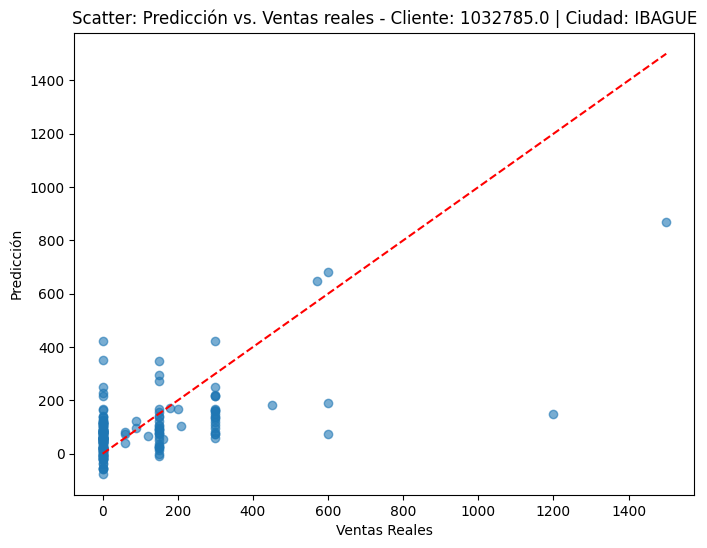 Scatter: Predicción vs. Ventas reales - Cliente: 1032785.0 | Ciudad: IBAGUE
1400
1200
1000
800
600
400
200
0
Predicción
0 200 400 600 800 1000 1200 1400
Ventas Reales